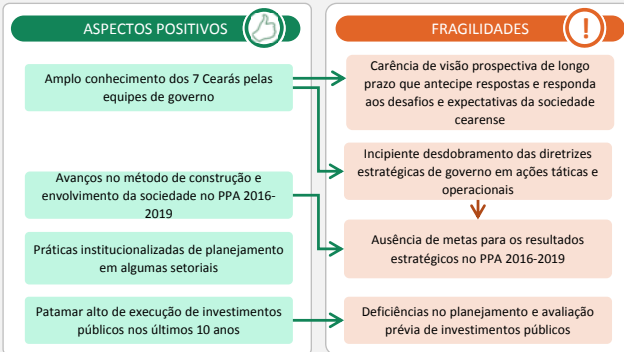 ASPECTOS POSITIVOS
Amplo conhecimento dos 7 Cearás pelas
equipes de governo
Avanços no método de construção e
envolvimento da sociedade no PPA 2016-
2019
Práticas institucionalizadas de planejamento
em algumas setoriais
Patamar alto de execução de investimentos
públicos nos últimos 10 anos
FRAGILIDADES
!
Carência de visão prospectiva de longo
prazo que antecipe respostas e responda
aos desafios e expectativas da sociedade
cearense
Incipiente desdobramento das diretrizes
estratégicas de governo em ações táticas e
operacionais
Ausência de metas para os resultados
estratégicos no PPA 2016-2019
Deficiências no planejamento e avaliação
prévia de investimentos públicos